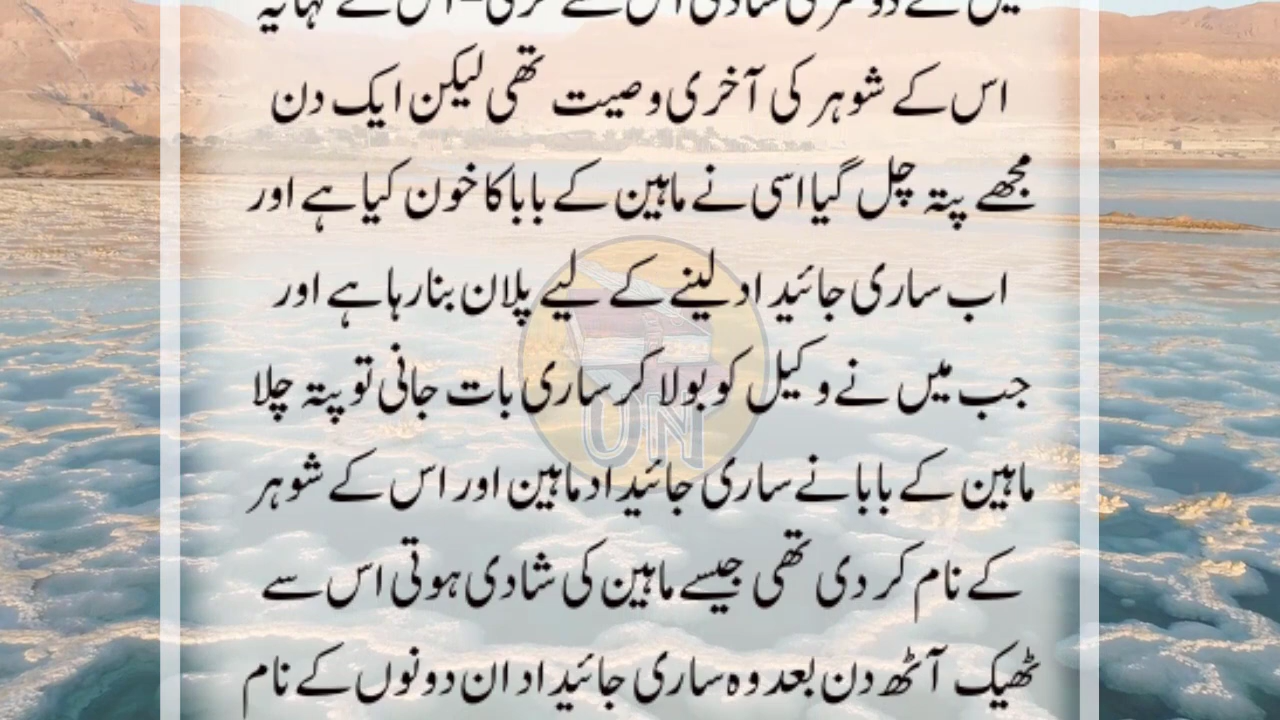 اس کے شوہر کی آخری وصیت تھی لیکن ایک دن
مجھے پتہ چل گیا اسی نے ماہین کے بابا کا خون کیا ہے اور
اب ساری جائیداد لینے کے لیے پلان بنا رہا ہے اور
جب میں نے وکیل کو بولا کر ساری بات جانی تو پتہ چلا
ماہین کے بابا نے ساری جائیداد ماہین اور اس کے شوہر
کے نام کر دی تھی جیسے ماہین کی شادی ہوتی اس سے
ٹھیک آٹھ دن بعد وہ ساری جائیداد ان دونوں کے نام
UN